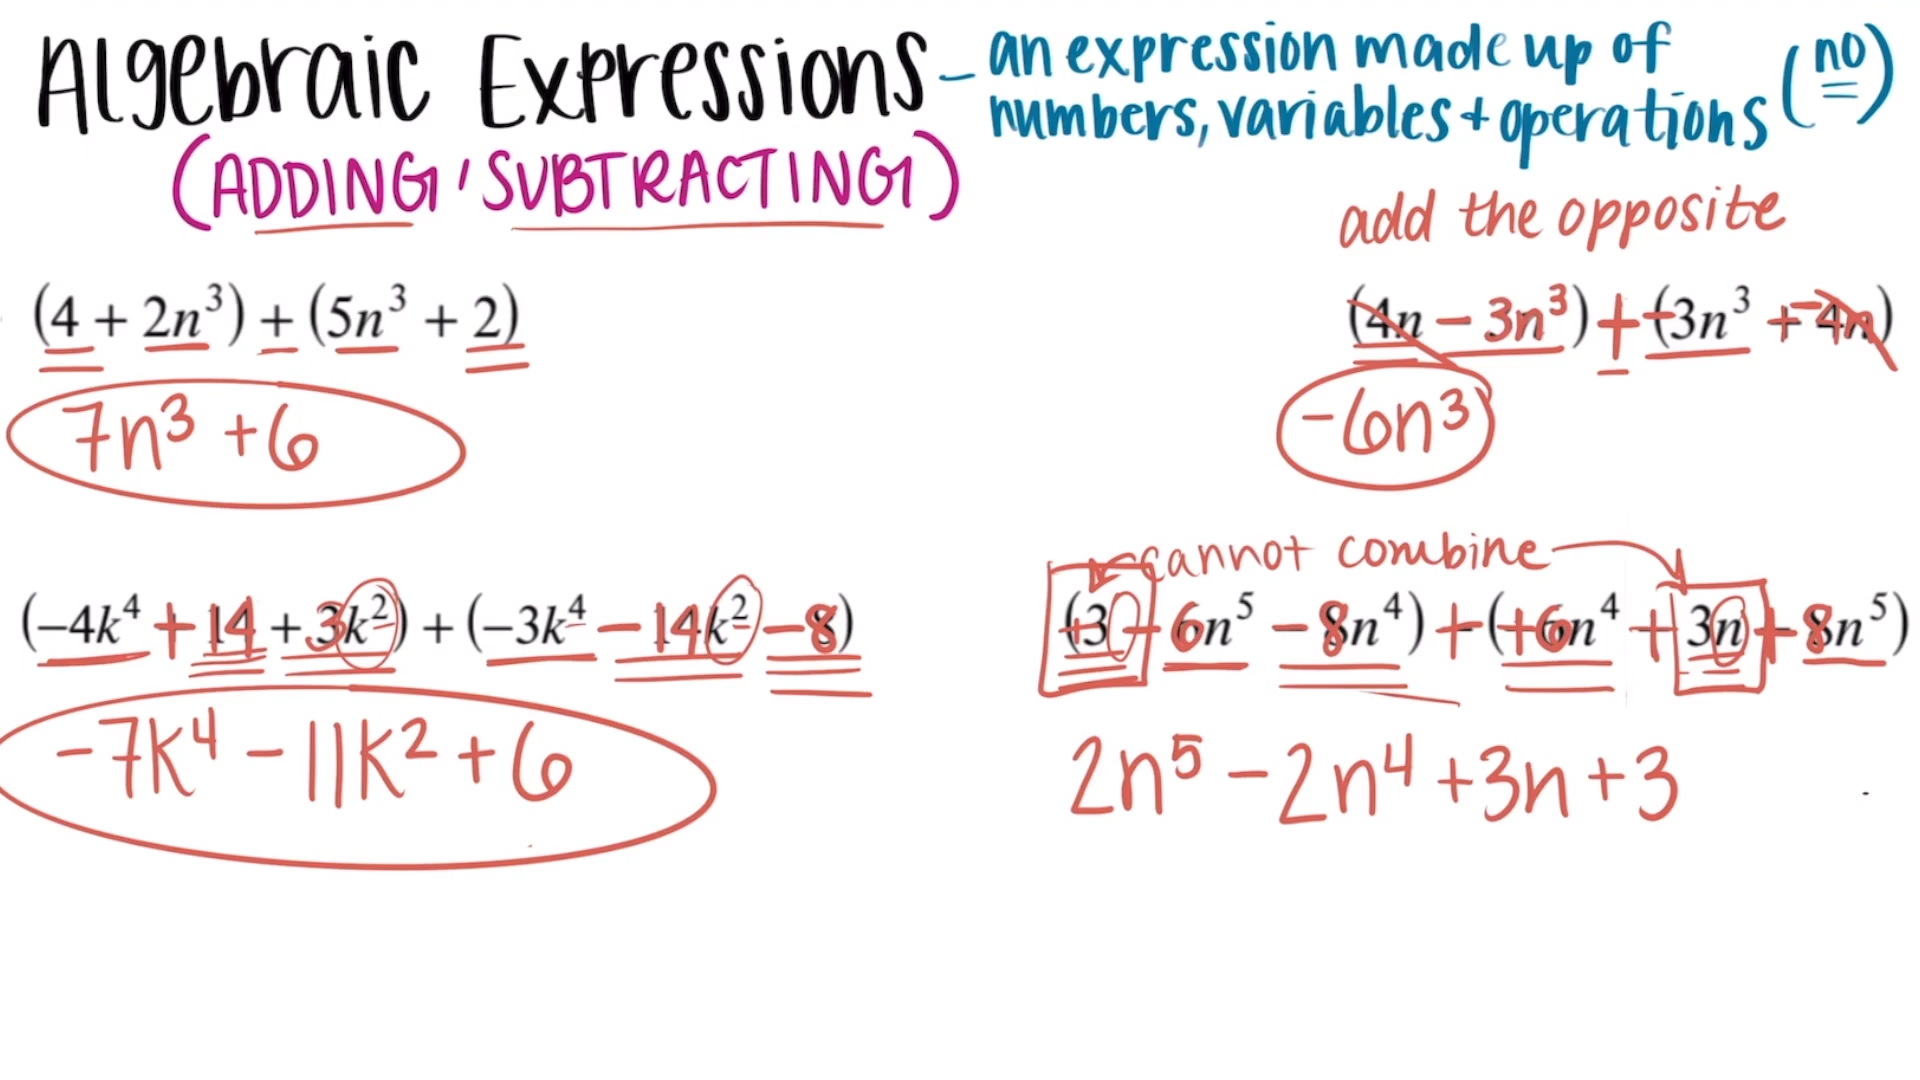 Algebraic Expressions - an expression made up of
numbers, variables + operations (no =)
(ADDING, SUBTRACTING)
add the opposite
(4 + 2n³) + (5n³ + 2)
7n³ + 6
(4n - 3n³) + (-3n³ + -4n)
-6n³
cannot combine
(-4k⁴ + 14 + 3k²) + (-3k⁴ - 14k² - 8)
-7k⁴ - 11k² + 6
(+3 - 6n⁵ - 8n⁴) + (+6n⁴ + 3n + 8n⁵)
2n⁵ - 2n⁴ + 3n + 3